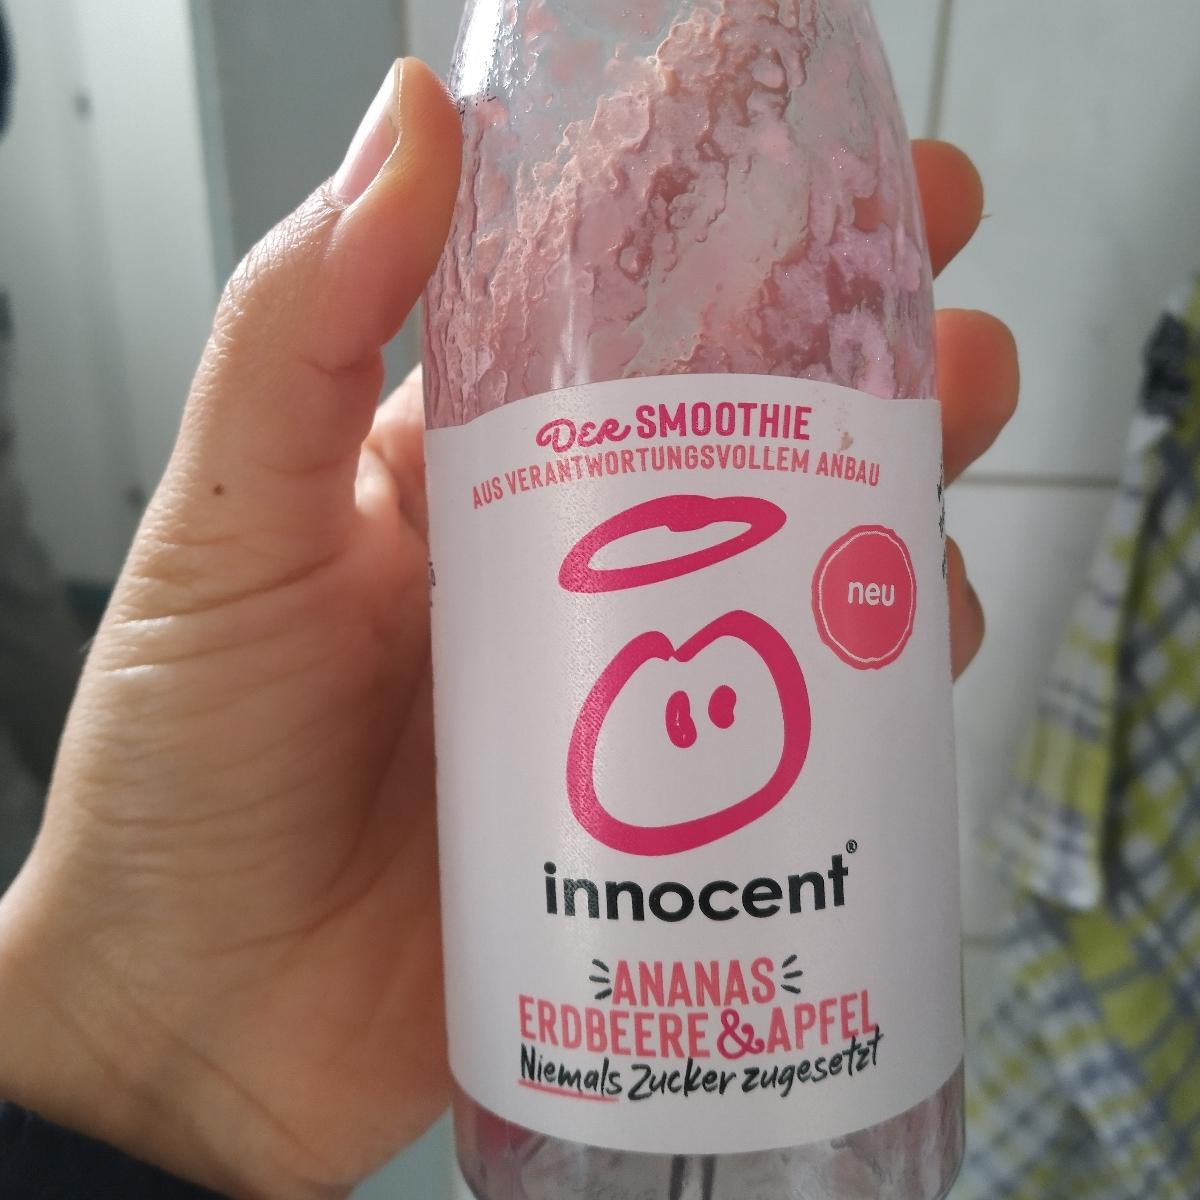 Der SMOOTHIE
AUS VERANTWORTUNGSVOLLEM ANBAU
neu
innocent®
ANANAS
ERDBEERE & APFEL
Niemals Zucker zugesetzt